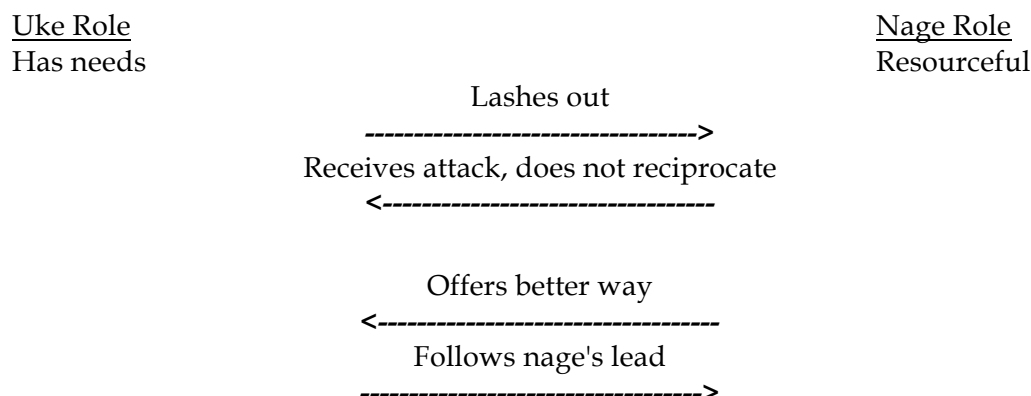 Uke Role Nage Role
Has needs Resourceful
Lashes out
---------------------------------->
Receives attack, does not reciprocate
<----------------------------------
Offers better way
<-----------------------------------
Follows nage's lead
----------------------------------->